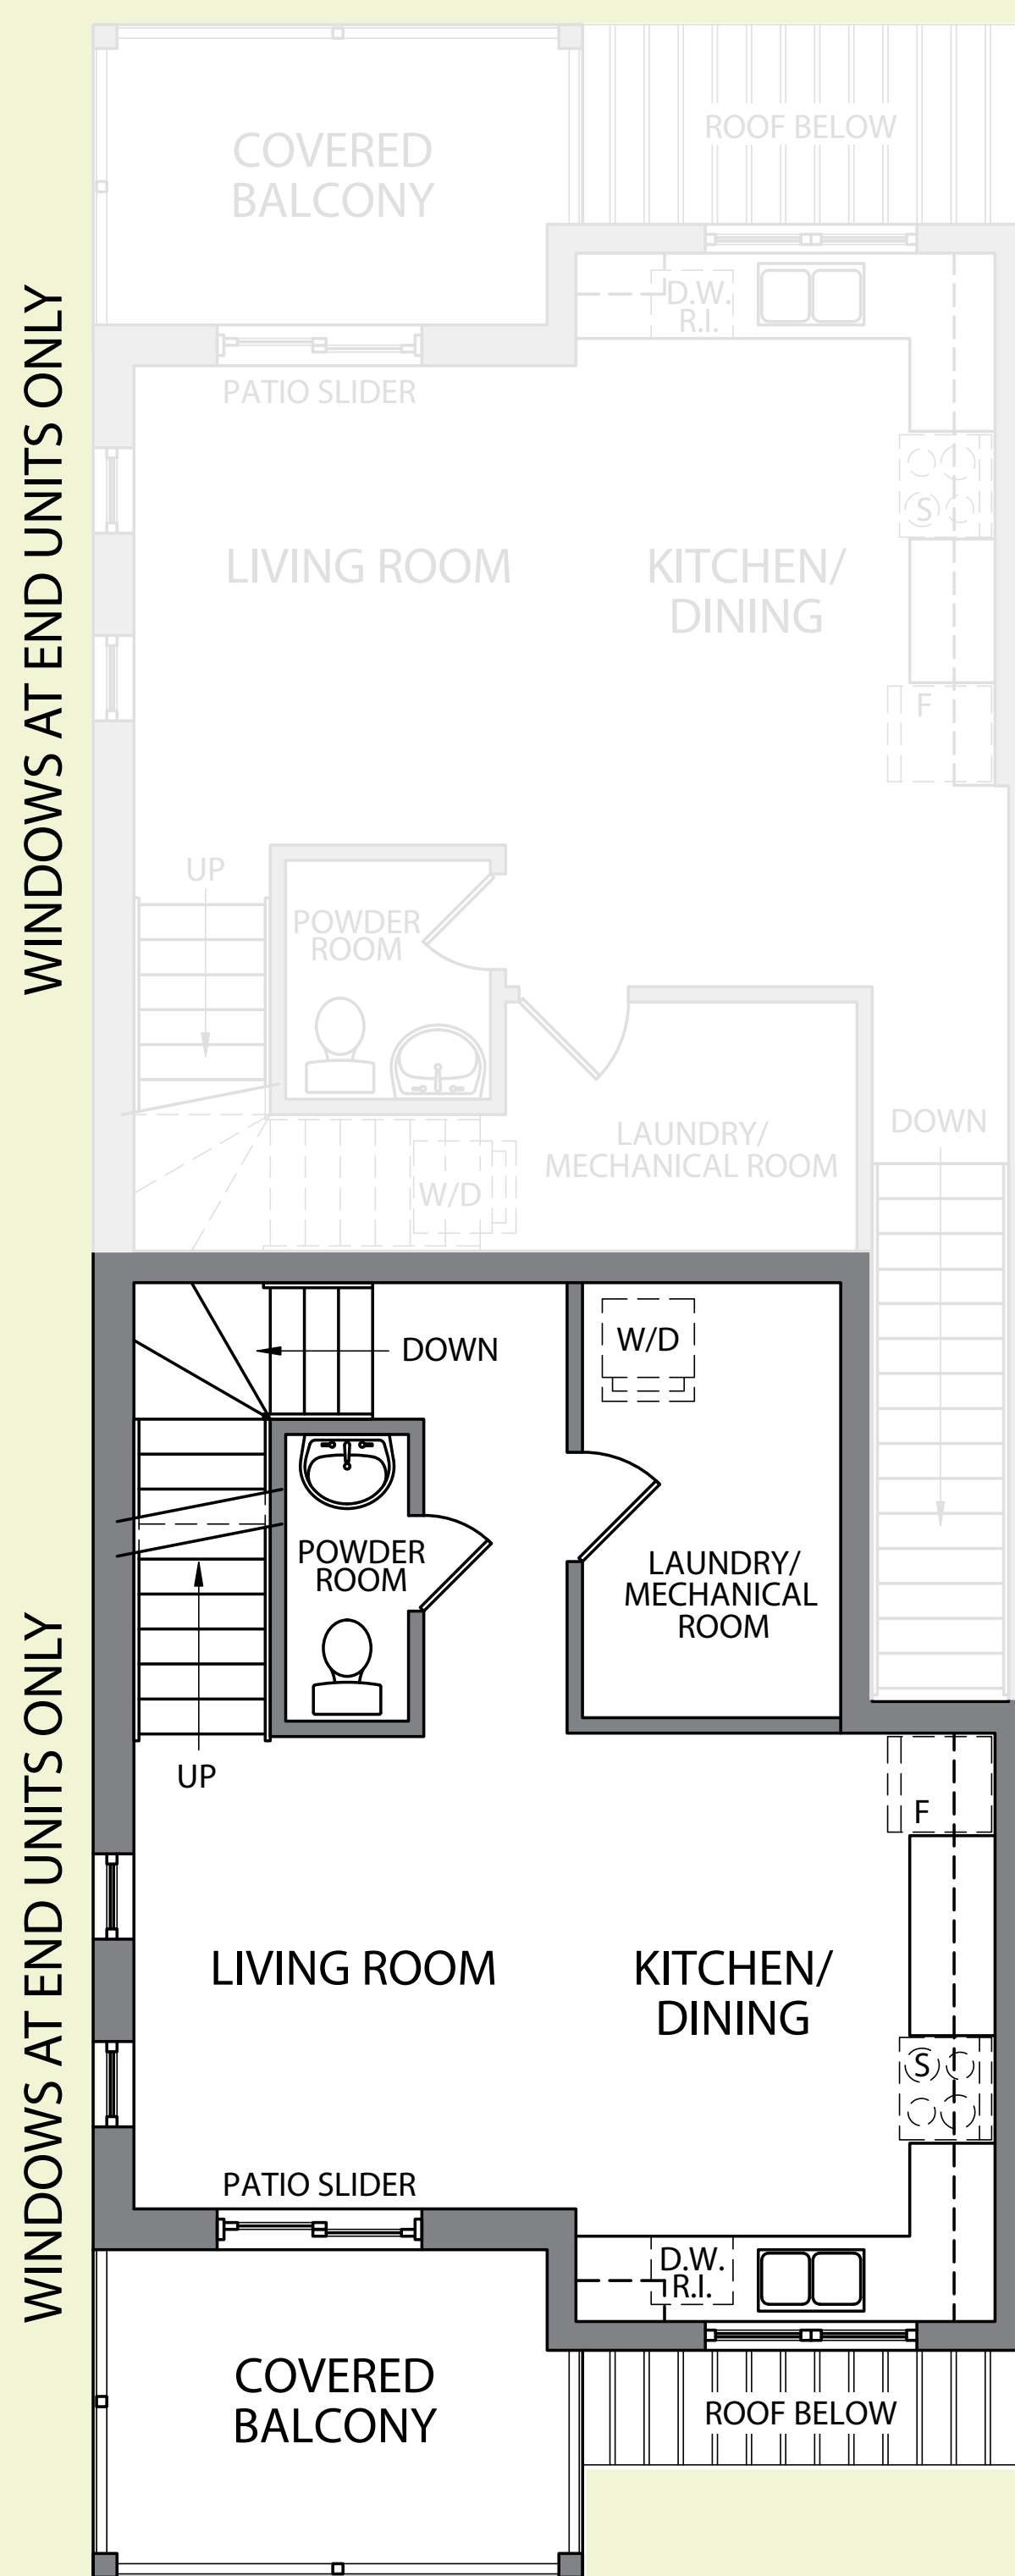 WINDOWS AT END UNITS ONLY
COVERED
BALCONY
ROOF BELOW
D.W.
R.I.
PATIO SLIDER
S
LIVING ROOM
KITCHEN/
DINING
F
UP
POWDER
ROOM
DOWN
LAUNDRY/
MECHANICAL ROOM
W/D
WINDOWS AT END UNITS ONLY
W/D
DOWN
POWDER
ROOM
LAUNDRY/
MECHANICAL
ROOM
UP
F
LIVING ROOM
KITCHEN/
DINING
S
PATIO SLIDER
D.W.
R.I.
COVERED
BALCONY
ROOF BELOW